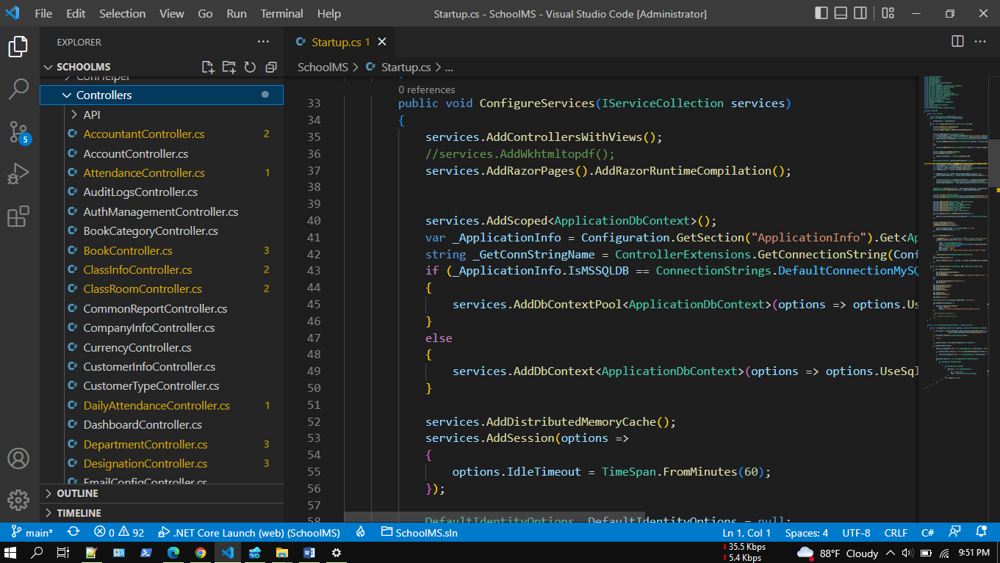 File Edit Selection View Go Run Terminal Help
Startup.cs - SchoolMS - Visual Studio Code [Administrator]
EXPLORER
SCHOOLMS
ConHelper
Controllers
API
AccountantController.cs 2
AccountController.cs
AttendanceController.cs 1
AuditLogsController.cs
AuthManagementController.cs
BookCategoryController.cs
BookController.cs 3
ClassInfoController.cs 2
ClassRoomController.cs 2
CommonReportController.cs
CompanyInfoController.cs
CurrencyController.cs
CustomerInfoController.cs
CustomerTypeController.cs
DailyAttendanceController.cs 1
DashboardController.cs
DepartmentController.cs 3
DesignationController.cs 3
EmailConfigController.cs
OUTLINE
TIMELINE
5
Startup.cs 1
SchoolMS > Startup.cs > ...
0 references
33 public void ConfigureServices(IServiceCollection services)
34 {
35 services.AddControllersWithViews();
36 //services.AddWkhtmltopdf();
37 services.AddRazorPages().AddRazorRuntimeCompilation();
38
39
40 services.AddScoped<ApplicationDbContext>();
41 var _ApplicationInfo = Configuration.GetSection("ApplicationInfo").Get<Ap
42 string _GetConnStringName = ControllerExtensions.GetConnectionString(Conf
43 if (_ApplicationInfo.IsMSSQLDB == ConnectionStrings.DefaultConnectionMySQ
44 {
45 services.AddDbContextPool<ApplicationDbContext>(options => options.Us
46 }
47 else
48 {
49 services.AddDbContext<ApplicationDbContext>(options => options.UseSql
50 }
51
52 services.AddDistributedMemoryCache();
53 services.AddSession(options =>
54 {
55 options.IdleTimeout = TimeSpan.FromMinutes(60);
56 });
57
58 DefaultIdentityOptions _DefaultIdentityOptions = null;
main* 0 92 .NET Core Launch (web) (SchoolMS) SchoolMS.sln Ln 1, Col 1 Spaces: 4 UTF-8 CRLF C#
35.5 Kbps
5.4 Kbps
88°F Cloudy 9:51 PM